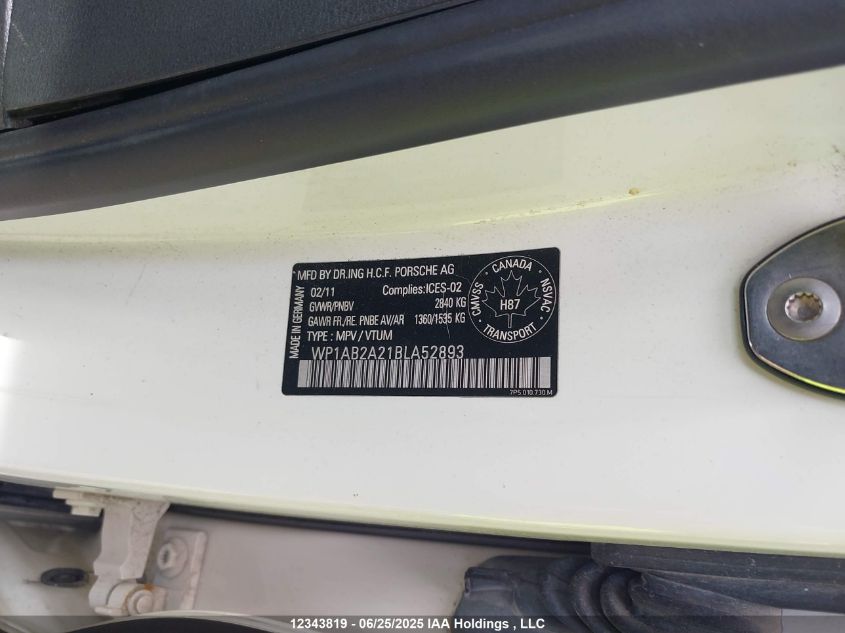 MADE IN GERMANY
MFD BY DR.ING H.C.F. PORSCHE AG
02/11 Complies:ICES-02
GVWR/PNBV 2840 KG
GAWR FR./RE. PNBE AV/AR 1360/1535 KG
TYPE : MPV / VTUM
WP1AB2A21BLA52893
7P5.010.730.M
CANADA
CMVSS
NSVAC
H87
TRANSPORT
12343819 - 06/25/2025 IAA Holdings , LLC